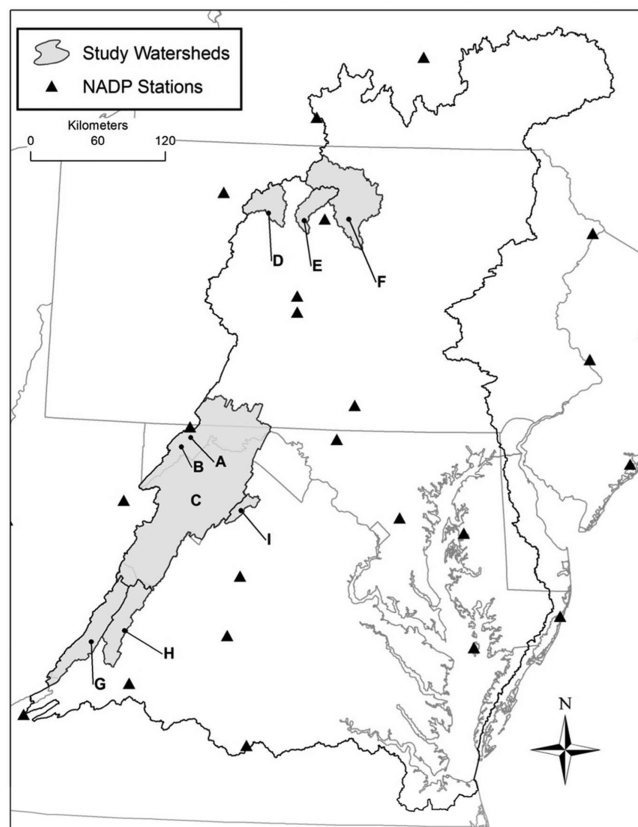 Study Watersheds
NADP Stations
Kilometers
0 60 120
D
E
F
A
B
C
I
H
G
N